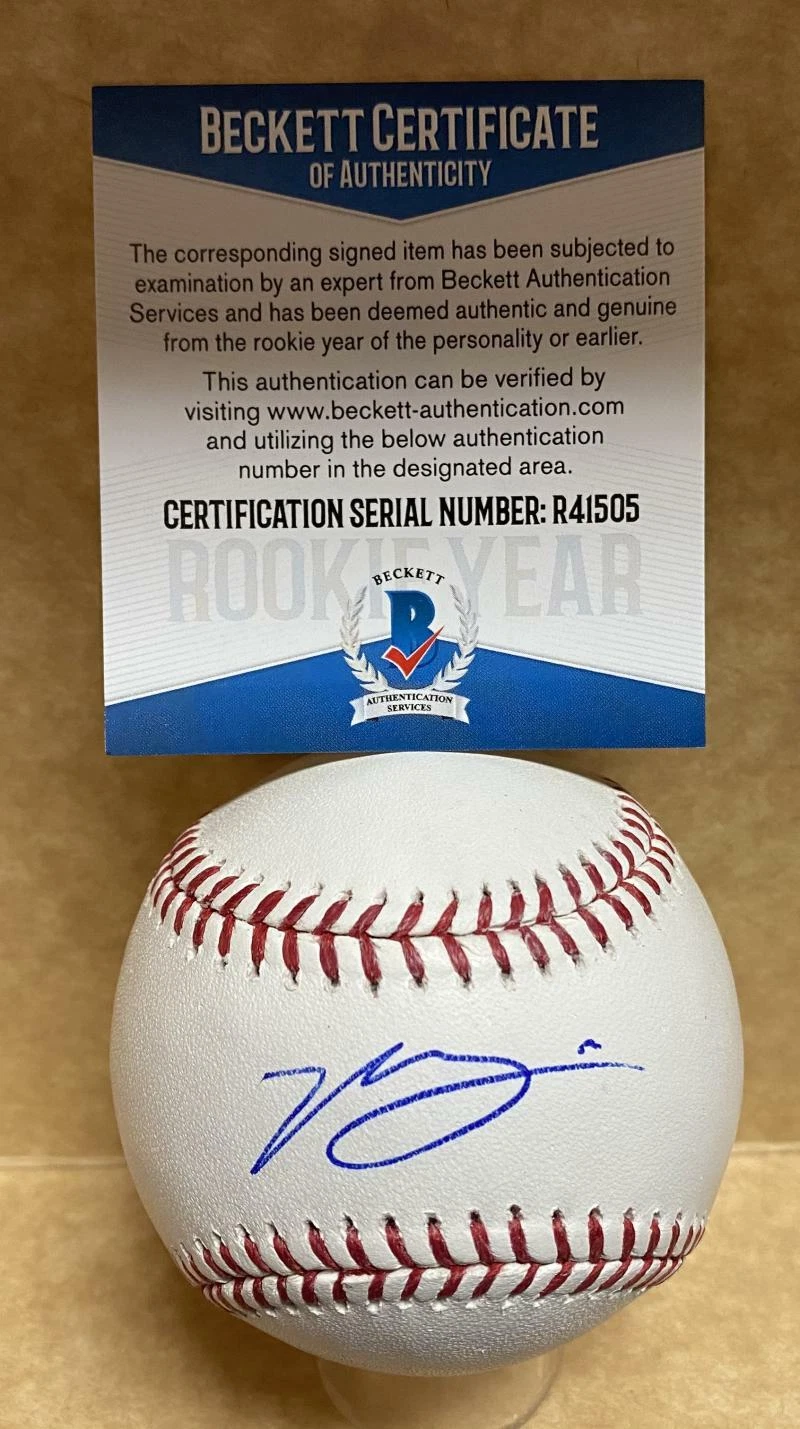 BECKETT CERTIFICATE
OF AUTHENTICITY
The corresponding signed item has been subjected to
examination by an expert from Beckett Authentication
Services and has been deemed authentic and genuine
from the rookie year of the personality or earlier.
This authentication can be verified by
visiting www.beckett-authentication.com
and utilizing the below authentication
number in the designated area.
CERTIFICATION SERIAL NUMBER: R41505
ROOKIE YEAR
BECKETT
B
AUTHENTICATION
SERVICES